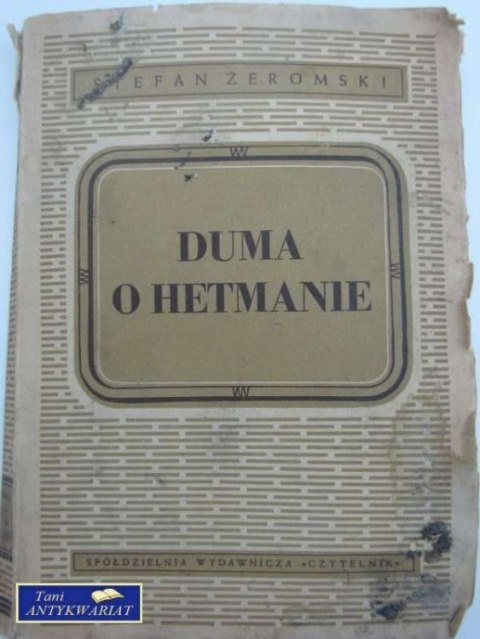 STEFAN ŻEROMSKI
DUMA
O HETMANIE
SPÓŁDZIELNIA WYDAWNICZA «CZYTELNIK»
Tani
ANTYKWARIAT